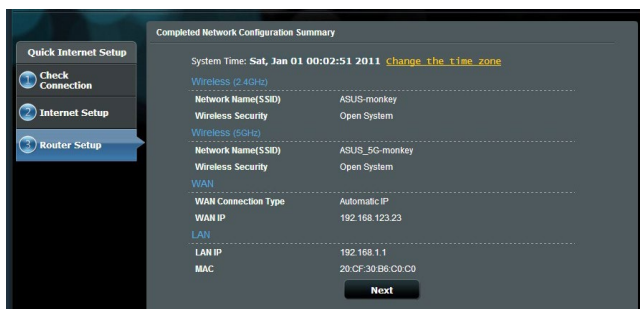 Completed Network Configuration Summary
Quick Internet Setup
1 Check Connection
2 Internet Setup
3 Router Setup
System Time: Sat, Jan 01 00:02:51 2011 Change the time zone
Wireless (2.4GHz)
Network Name(SSID) ASUS-monkey
Wireless Security Open System
Wireless (5GHz)
Network Name(SSID) ASUS_5G-monkey
Wireless Security Open System
WAN
WAN Connection Type Automatic IP
WAN IP 192.168.123.23
LAN
LAN IP 192.168.1.1
MAC 20:CF:30:B6:C0:C0
Next